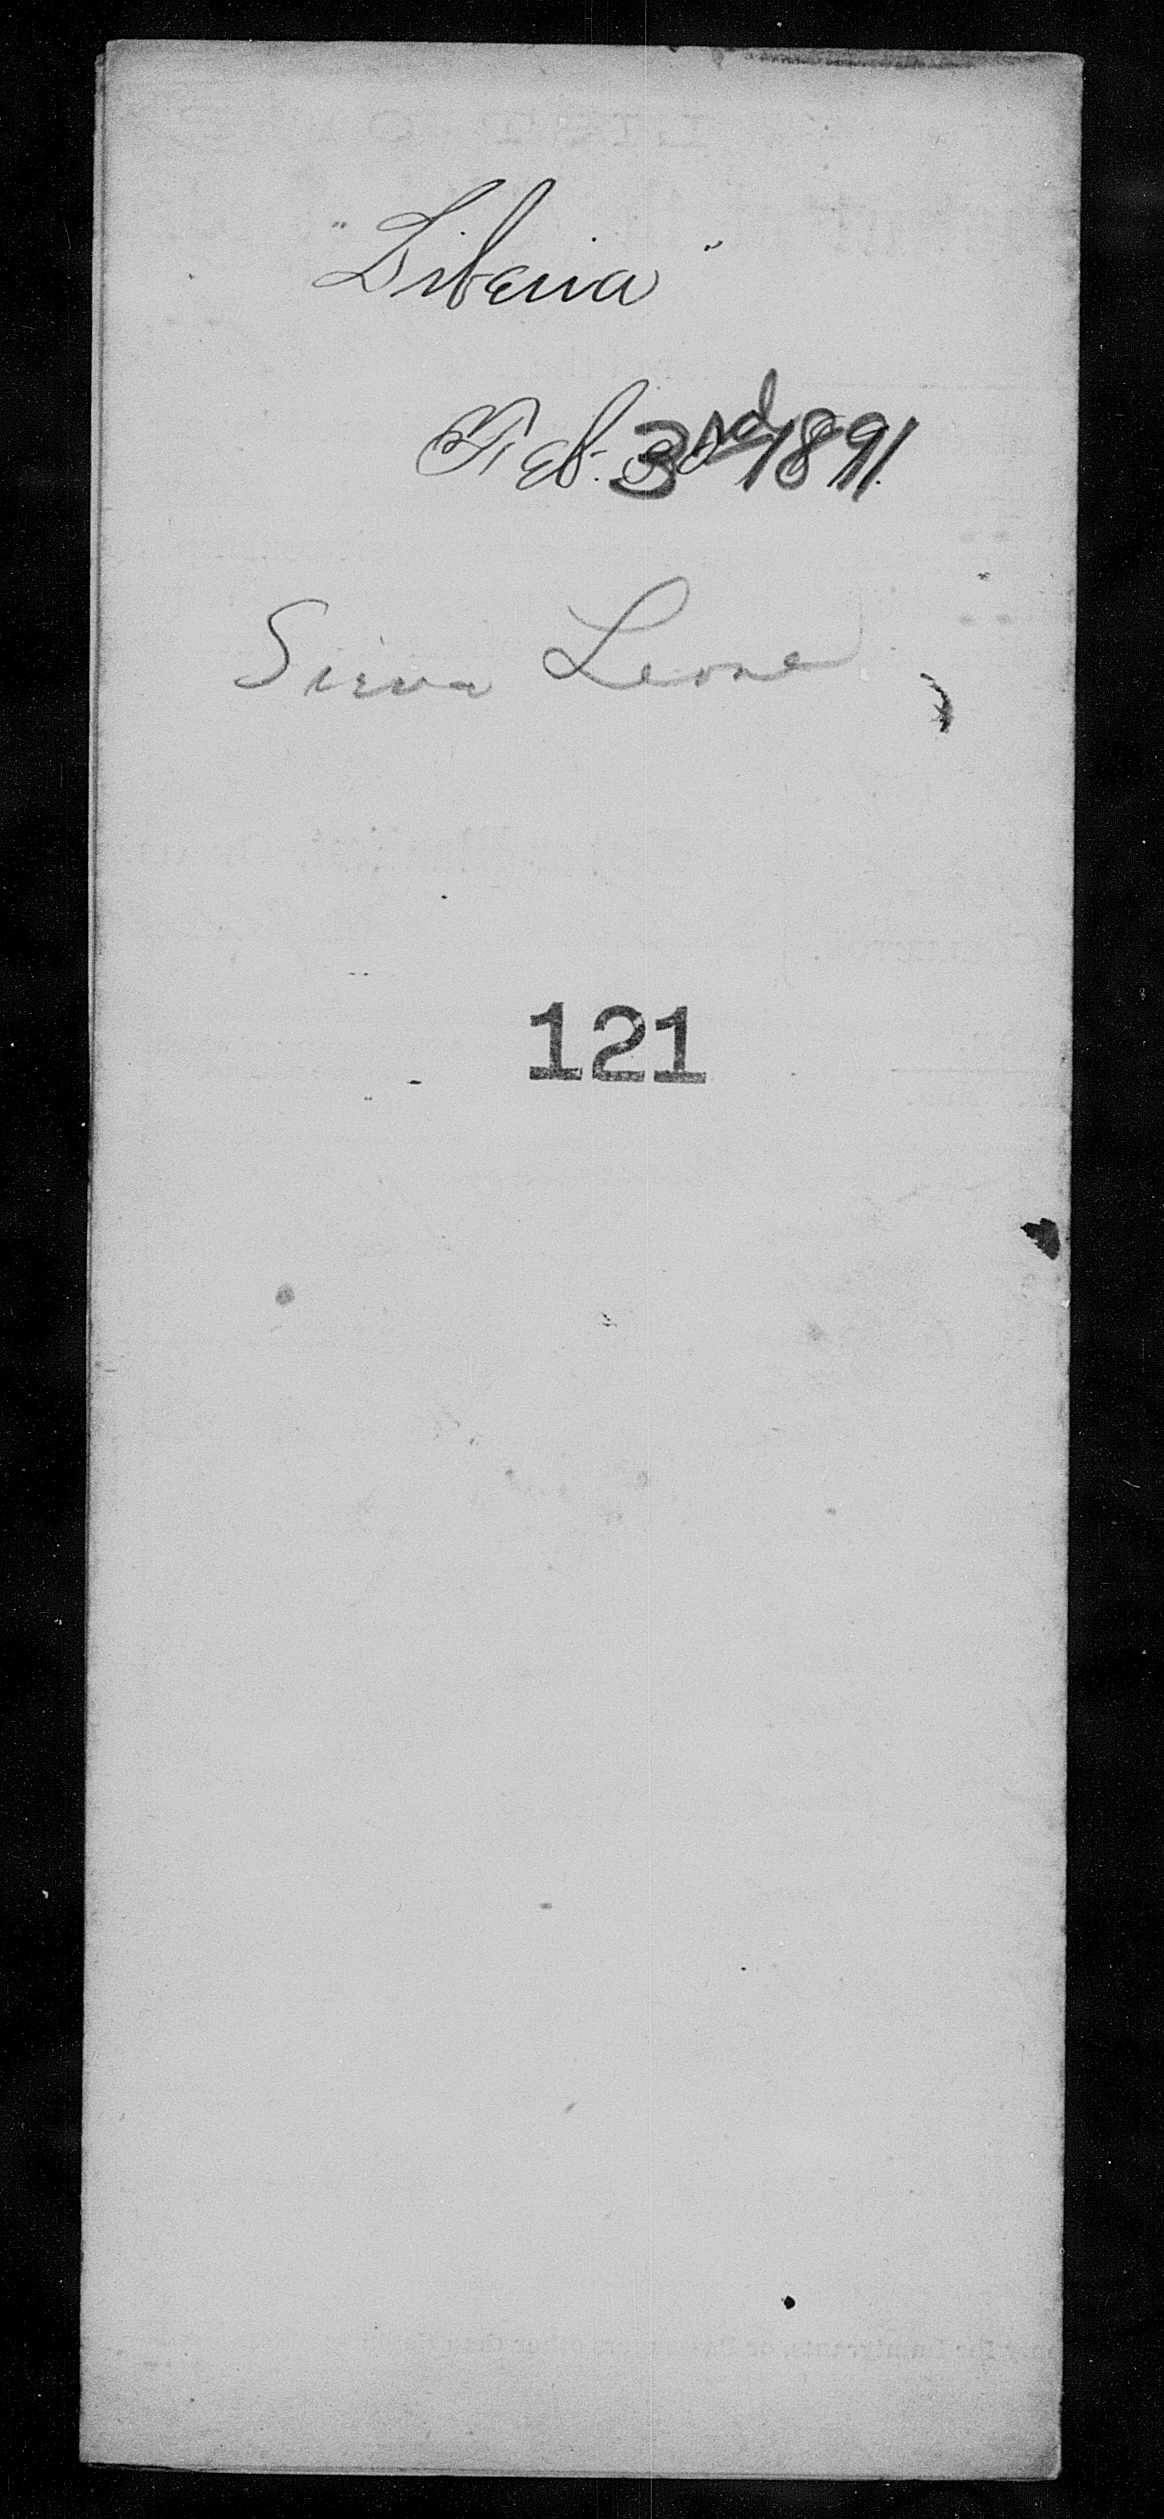 "Liberia"
Feb. 3rd 1891.
Sierra Leone
121